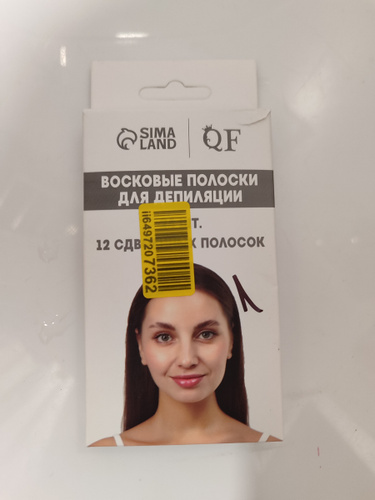 SIMA
LAND
QF
ВОСКОВЫЕ ПОЛОСКИ
ДЛЯ ДЕПИЛЯЦИИ
Т.
12 СДВ Х ПОЛОСОК
ii6497207362